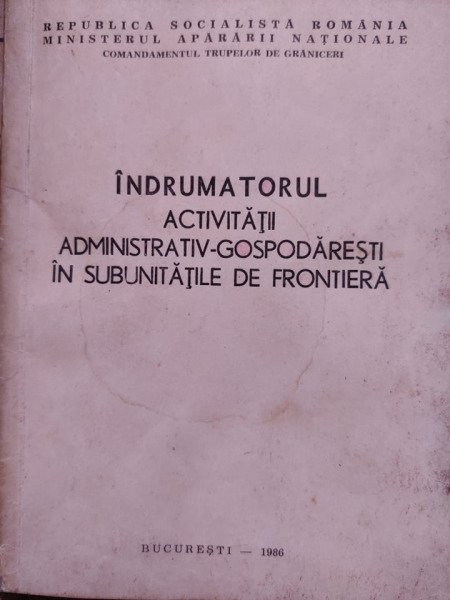 REPUBLICA SOCIALISTĂ ROMÂNIA
MINISTERUL APĂRĂRII NAȚIONALE
COMANDAMENTUL TRUPELOR DE GRĂNICERI
ÎNDRUMATORUL
ACTIVITĂȚII
ADMINISTRATIV-GOSPODĂREȘTI
ÎN SUBUNITĂȚILE DE FRONTIERĂ
BUCUREȘTI — 1986